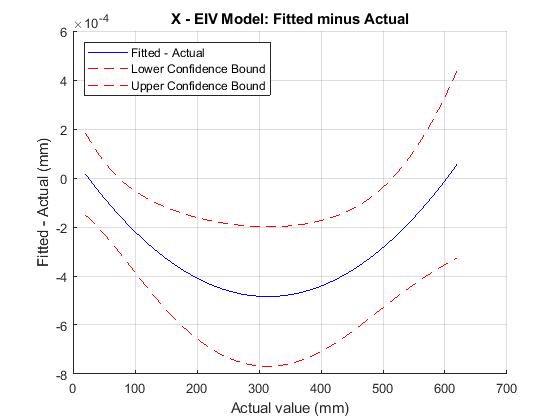 X - EIV Model: Fitted minus Actual
×10^-4
Fitted - Actual
Lower Confidence Bound
Upper Confidence Bound
6
4
2
0
-2
-4
-6
-8
Fitted - Actual (mm)
0 100 200 300 400 500 600 700
Actual value (mm)